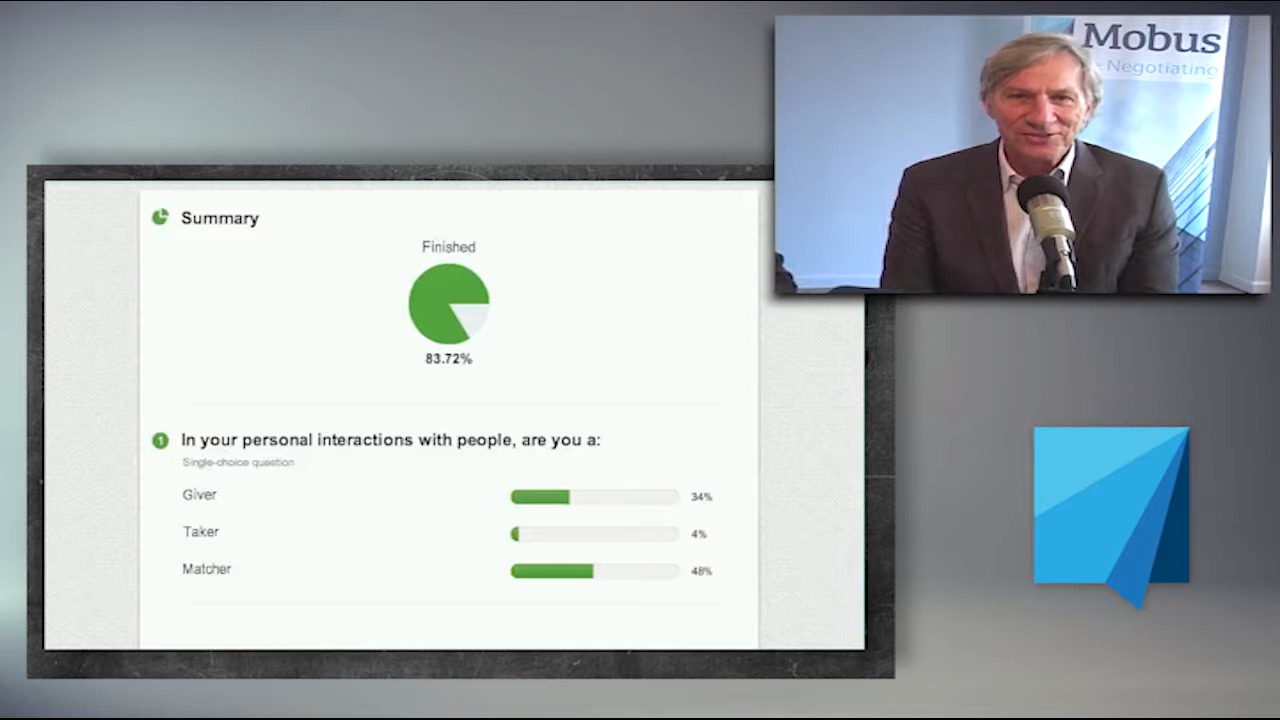 Mobus
Negotiating
Summary
Finished
83.72%
1 In your personal interactions with people, are you a:
Single-choice question
Giver 34%
Taker 4%
Matcher 48%